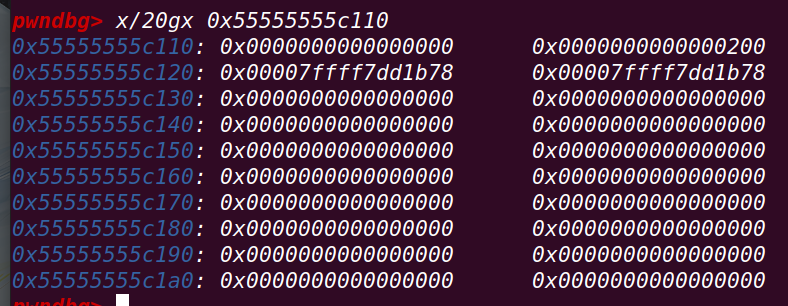 pwndbg> x/20gx 0x55555555c110
0x55555555c110: 0x0000000000000000 0x0000000000000200
0x55555555c120: 0x00007ffff7dd1b78 0x00007ffff7dd1b78
0x55555555c130: 0x0000000000000000 0x0000000000000000
0x55555555c140: 0x0000000000000000 0x0000000000000000
0x55555555c150: 0x0000000000000000 0x0000000000000000
0x55555555c160: 0x0000000000000000 0x0000000000000000
0x55555555c170: 0x0000000000000000 0x0000000000000000
0x55555555c180: 0x0000000000000000 0x0000000000000000
0x55555555c190: 0x0000000000000000 0x0000000000000000
0x55555555c1a0: 0x0000000000000000 0x0000000000000000
pwndbg>